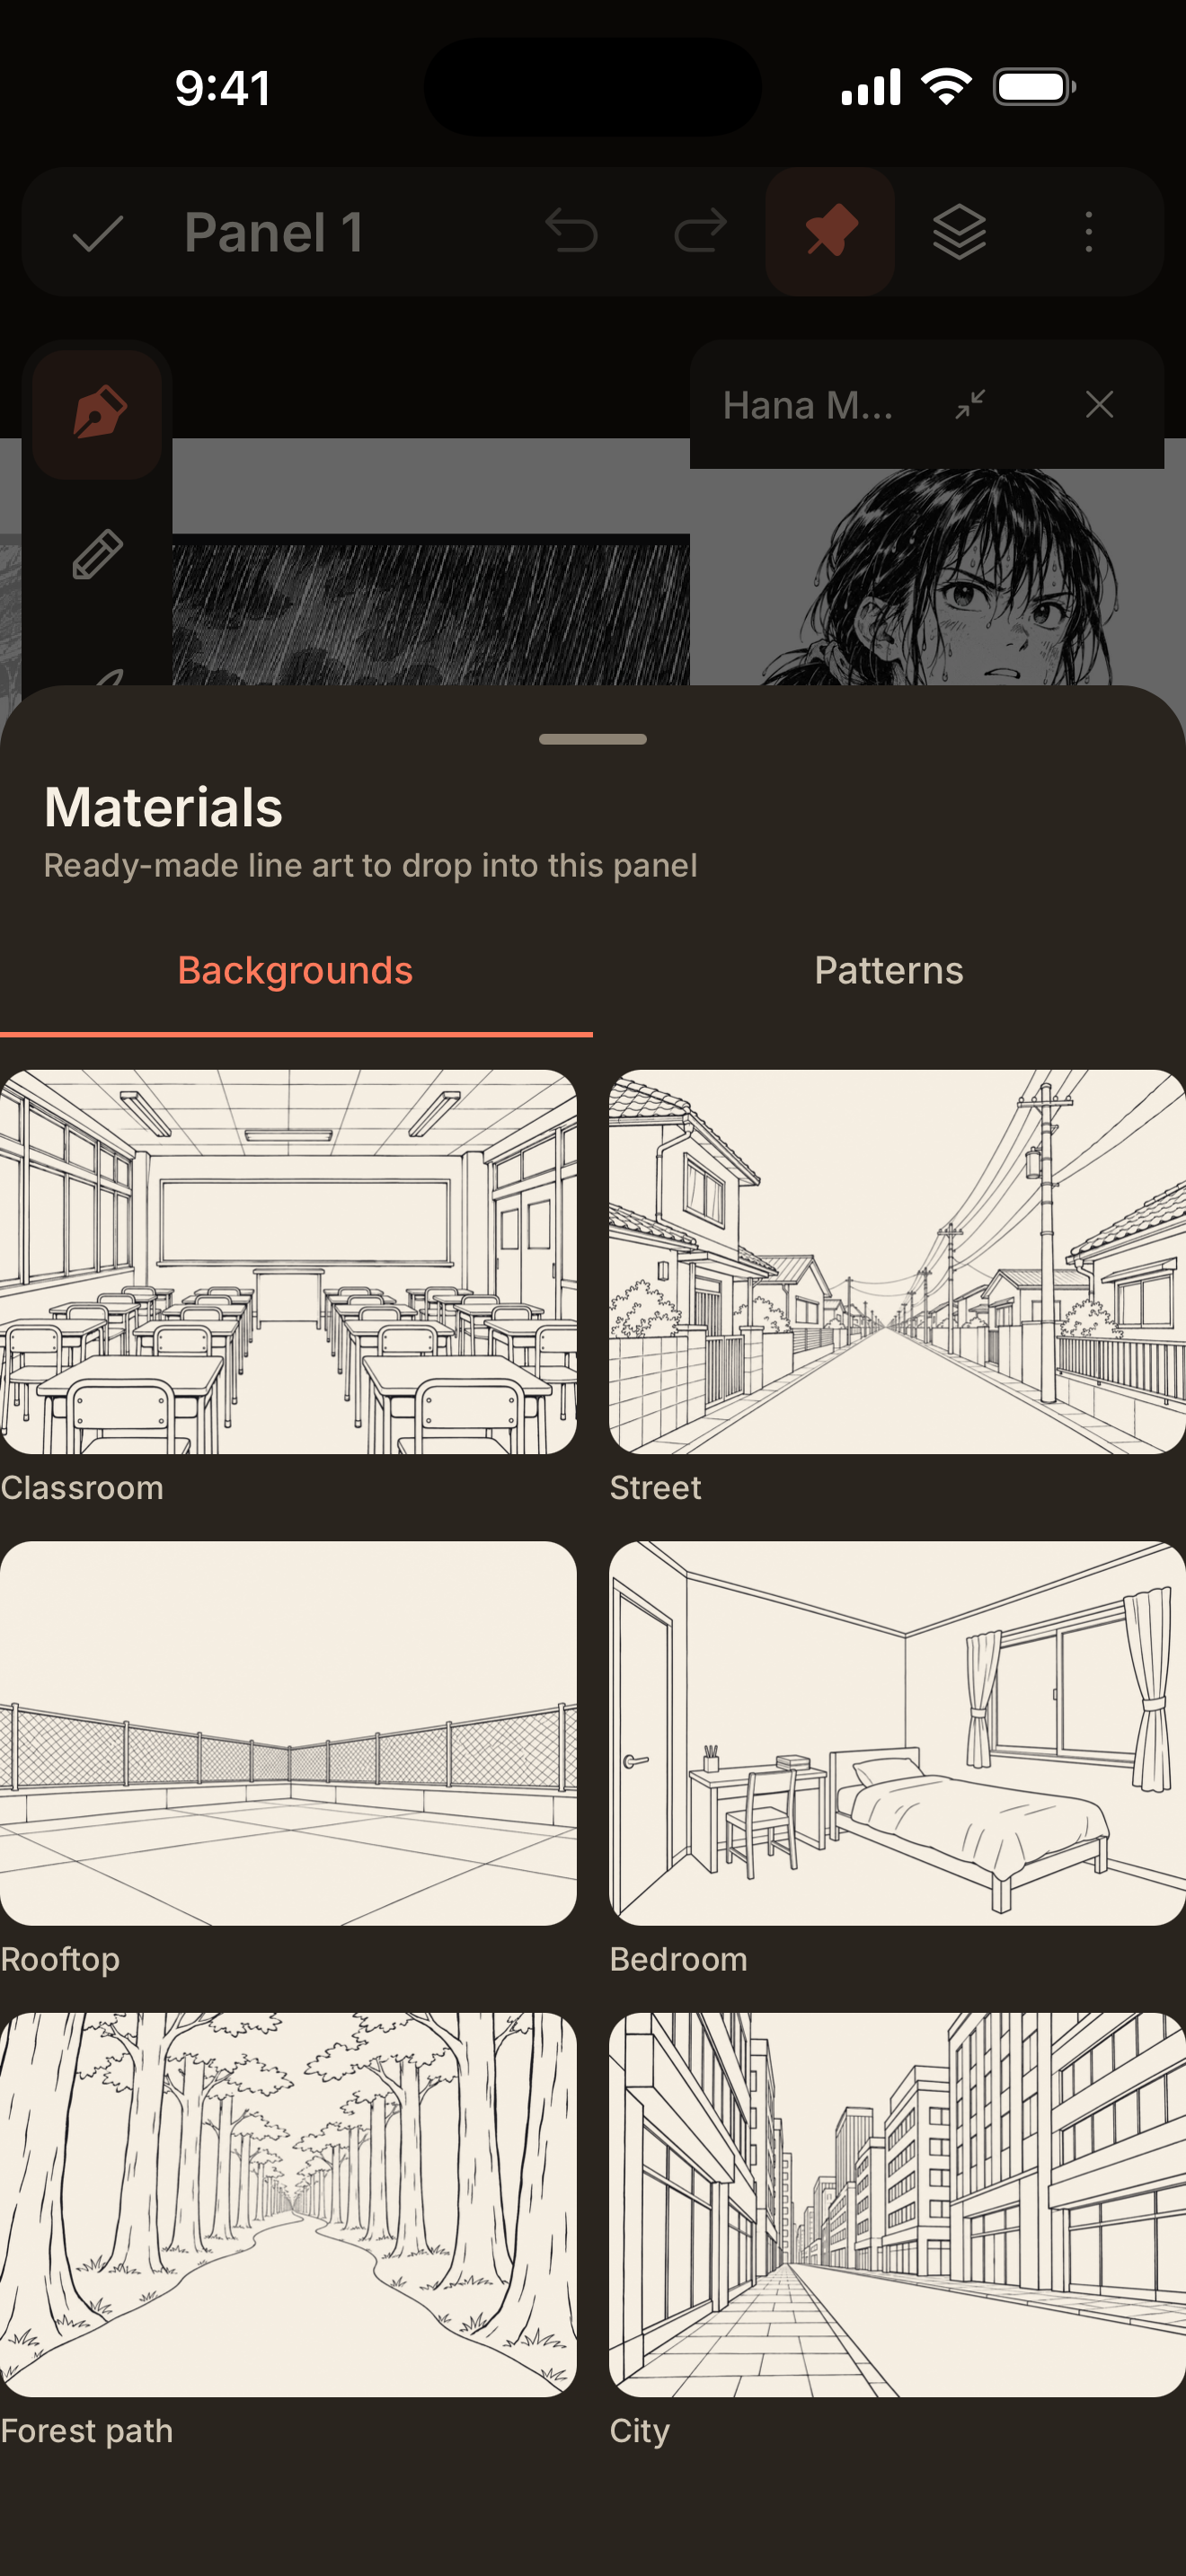 9:41
Panel 1
Hana M...
Materials
Ready-made line art to drop into this panel
Backgrounds
Patterns
Classroom
Street
Rooftop
Bedroom
Forest path
City